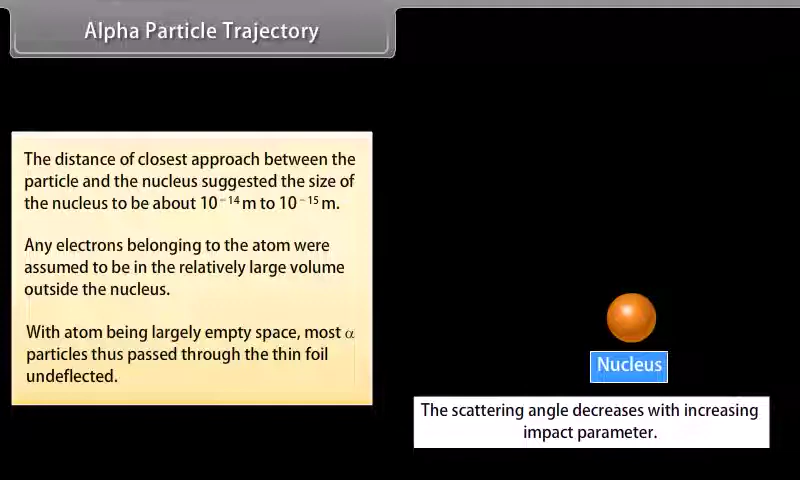 Alpha Particle Trajectory
The distance of closest approach between the
particle and the nucleus suggested the size of
the nucleus to be about 10⁻¹⁴ m to 10⁻¹⁵ m.
Any electrons belonging to the atom were
assumed to be in the relatively large volume
outside the nucleus.
With atom being largely empty space, most α
particles thus passed through the thin foil
undeflected.
Nucleus
The scattering angle decreases with increasing
impact parameter.